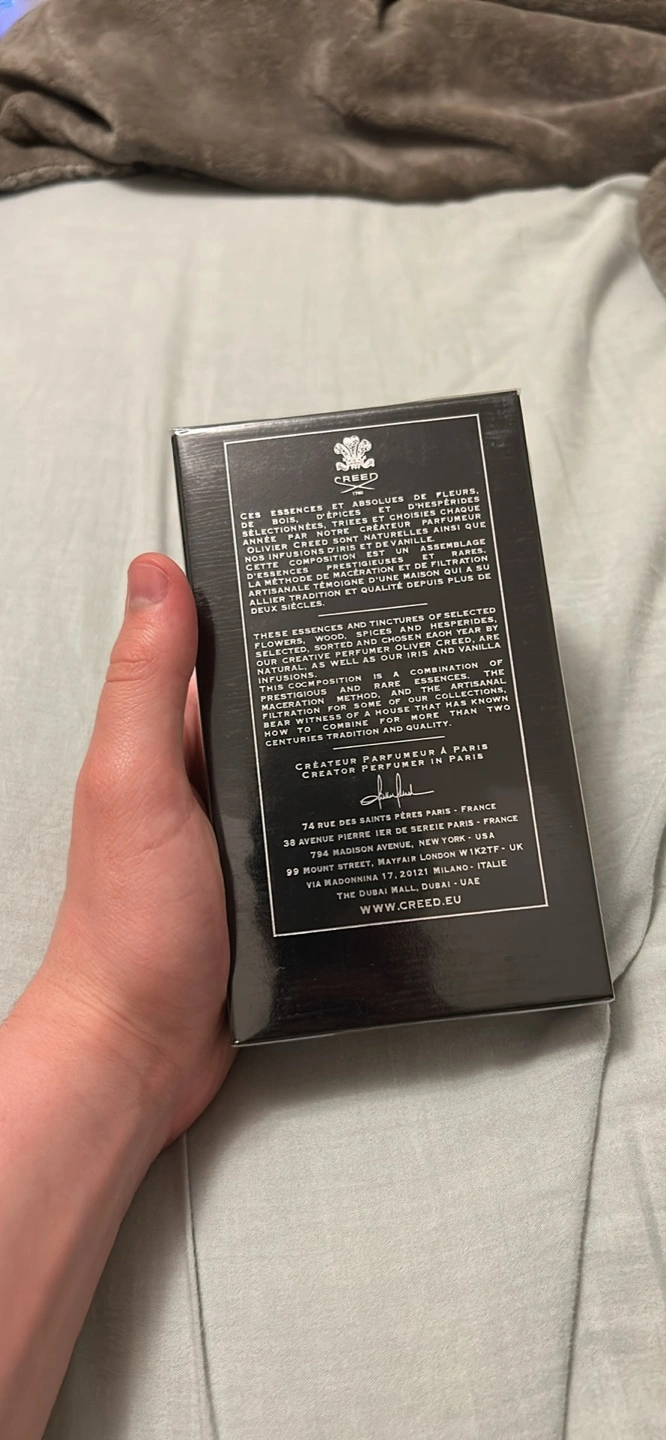 CREED
1760
CES ESSENCES ET ABSOLUES DE FLEURS,
DE BOIS, D'ÉPICES ET D'HESPÉRIDES
SÉLECTIONNÉES, TRIEES ET CHOISIES CHAQUE
ANNÉE PAR NOTRE CRÉATEUR PARFUMEUR
OLIVIER CREED SONT NATURELLES AINSI QUE
NOS INFUSIONS D'IRIS ET DE VANILLE.
CETTE COMPOSITION EST UN ASSEMBLAGE
D'ESSENCES PRESTIGIEUSES ET RARES.
LA MÉTHODE DE MACÉRATION ET DE FILTRATION
ARTISANALE TÉMOIGNE D'UNE MAISON QUI A SU
ALLIER TRADITION ET QUALITÉ DEPUIS PLUS DE
DEUX SIÈCLES.
THESE ESSENCES AND TINCTURES OF SELECTED
FLOWERS, WOOD, SPICES AND HESPERIDES,
SELECTED, SORTED AND CHOSEN EACH YEAR BY
OUR CREATIVE PERFUMER OLIVER CREED, ARE
NATURAL, AS WELL AS OUR IRIS AND VANILLA
INFUSIONS.
THIS COCMPOSITION IS A COMBINATION OF
PRESTIGIOUS AND RARE ESSENCES. THE
MACERATION METHOD, AND THE ARTISANAL
FILTRATION FOR SOME OF OUR COLLECTIONS,
BEAR WITNESS OF A HOUSE THAT HAS KNOWN
HOW TO COMBINE FOR MORE THAN TWO
CENTURIES TRADITION AND QUALITY.
CRÉATEUR PARFUMEUR À PARIS
CREATOR PERFUMER IN PARIS
74 RUE DES SAINTS PÈRES PARIS - FRANCE
38 AVENUE PIERRE IER DE SEREIE PARIS - FRANCE
794 MADISON AVENUE, NEW YORK - USA
99 MOUNT STREET, MAYFAIR LONDON W1K2TF - UK
VIA MADONNINA 17, 20121 MILANO - ITALIE
THE DUBAI MALL, DUBAI - UAE
WWW.CREED.EU